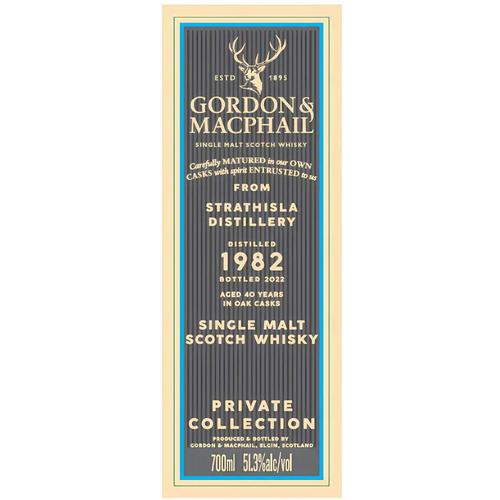 ESTD 1895
GORDON &
MACPHAIL
SINGLE MALT SCOTCH WHISKY
Carefully MATURED in our OWN
CASKS with spirit ENTRUSTED to us
FROM
STRATHISLA
DISTILLERY
DISTILLED
1982
BOTTLED 2022
AGED 40 YEARS
IN OAK CASKS
SINGLE MALT
SCOTCH WHISKY
PRIVATE
COLLECTION
PRODUCED & BOTTLED BY
GORDON & MACPHAIL, ELGIN, SCOTLAND
700ml 51.3%alc/vol